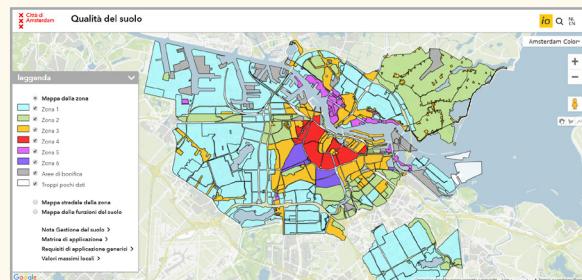 Città di
Amsterdam
Qualità del suolo
io
NL
EN
Amsterdam Color
leggenda
Mappa della zona
Zona 1
Zona 2
Zona 3
Zona 4
Zona 5
Zona 6
Aree di bonifica
Troppi pochi dati
Mappa stradale della zona
Mappa della funzioni del suolo
Nota Gestione del suolo >
Matrice di applicazione >
Requisiti di applicazione generici >
Valori massimi locali >
Google